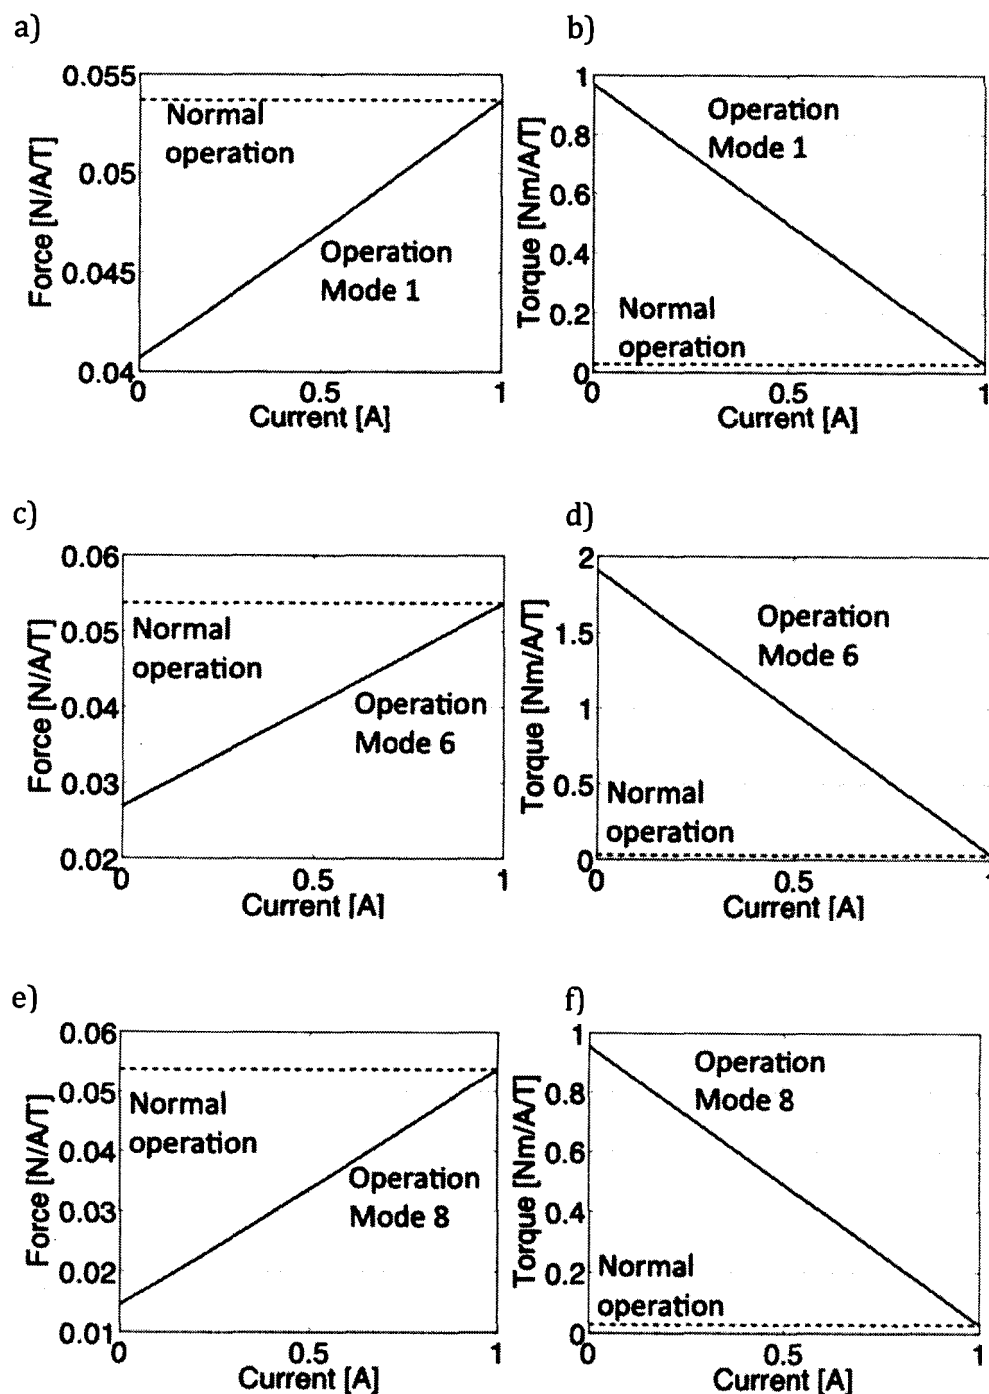 a)
b)
0.055
0.05
0.045
0.04
Force [N/A/T]
Normal
operation
Operation
Mode 1
0
0.5
1
Current [A]
1
0.8
0.6
0.4
0.2
0
Torque [Nm/A/T]
Operation
Mode 1
Normal
operation
0
0.5
1
Current [A]
c)
d)
0.06
0.05
0.04
0.03
0.02
Force [N/A/T]
Normal
operation
Operation
Mode 6
0
0.5
1
Current [A]
2
1.5
1
0.5
0
Torque [Nm/A/T]
Operation
Mode 6
Normal
operation
0
0.5
1
Current [A]
e)
f)
0.06
0.05
0.04
0.03
0.02
0.01
Force [N/A/T]
Normal
operation
Operation
Mode 8
0
0.5
1
Current [A]
1
0.8
0.6
0.4
0.2
0
Torque [Nm/A/T]
Operation
Mode 8
Normal
operation
0
0.5
1
Current [A]